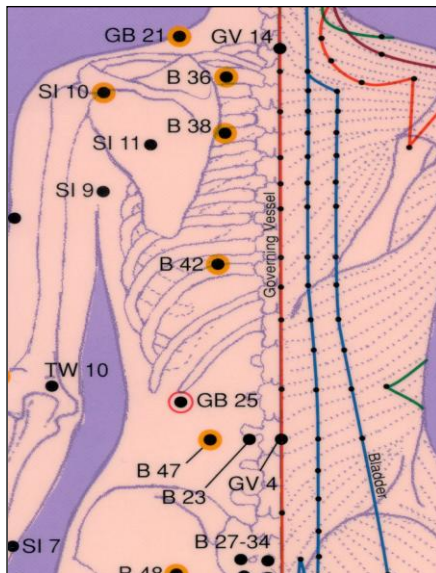 GB 21
GV 14
B 36
SI 10
B 38
SI 11
SI 9
Governing Vessel
B 42
TW 10
GB 25
B 47
B 23
GV 4
Bladder
SI 7
B 27-34
B 48